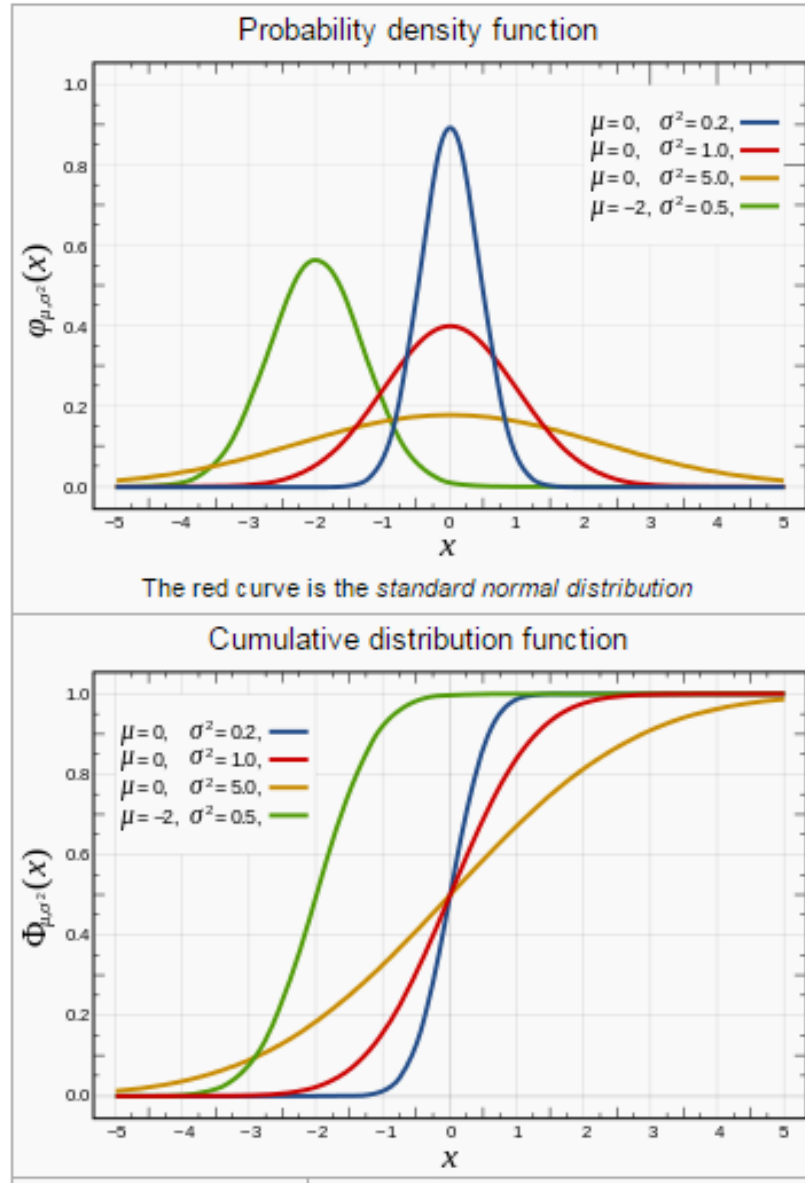 Probability density function
1.0
0.8
0.6
0.4
0.2
0.0
φμ,σ²(x)
μ=0, σ²=0.2,
μ=0, σ²=1.0,
μ=0, σ²=5.0,
μ=−2, σ²=0.5,
−5 −4 −3 −2 −1 0 1 2 3 4 5
x
The red curve is the standard normal distribution
Cumulative distribution function
1.0
0.8
0.6
0.4
0.2
0.0
Φμ,σ²(x)
μ=0, σ²=0.2,
μ=0, σ²=1.0,
μ=0, σ²=5.0,
μ=−2, σ²=0.5,
−5 −4 −3 −2 −1 0 1 2 3 4 5
x